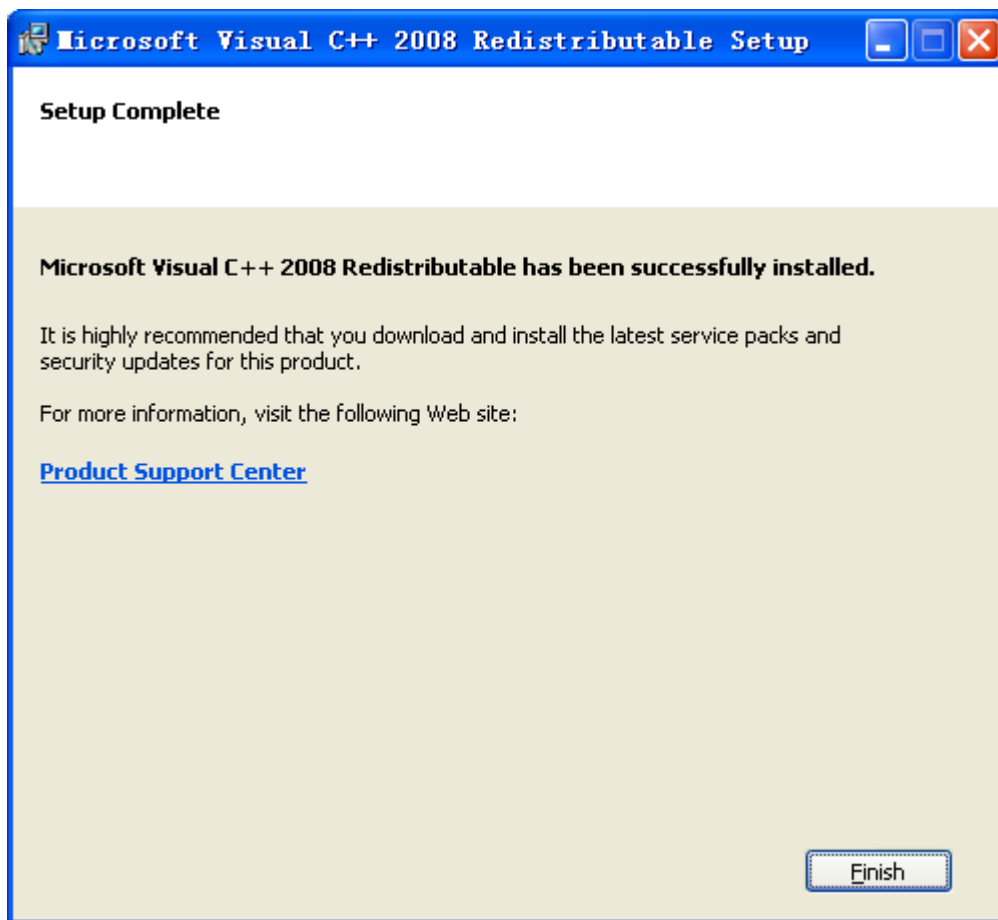 Microsoft Visual C++ 2008 Redistributable Setup
Setup Complete
Microsoft Visual C++ 2008 Redistributable has been successfully installed.
It is highly recommended that you download and install the latest service packs and
security updates for this product.
For more information, visit the following Web site:
Product Support Center
Finish